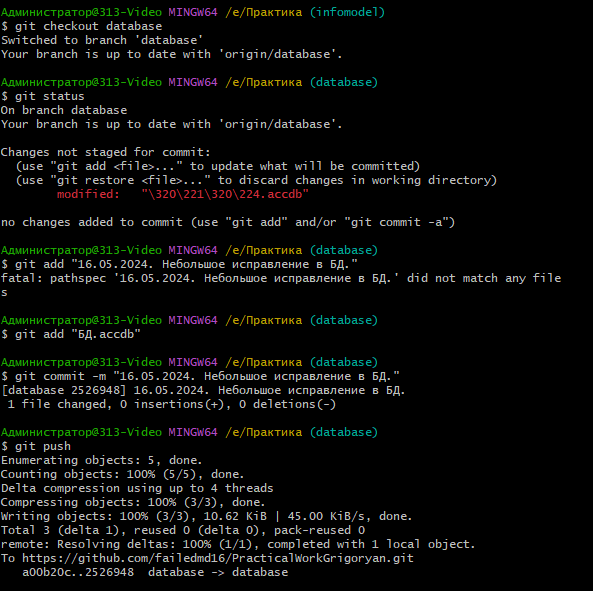 Администратор@313-Video MINGW64 /e/Практика (infomodel)
$ git checkout database
Switched to branch 'database'
Your branch is up to date with 'origin/database'.
Администратор@313-Video MINGW64 /e/Практика (database)
$ git status
On branch database
Your branch is up to date with 'origin/database'.
Changes not staged for commit:
(use "git add <file>..." to update what will be committed)
(use "git restore <file>..." to discard changes in working directory)
modified:   "\320\221\320\224.accdb"
no changes added to commit (use "git add" and/or "git commit -a")
Администратор@313-Video MINGW64 /e/Практика (database)
$ git add "16.05.2024. Небольшое исправление в БД."
fatal: pathspec '16.05.2024. Небольшое исправление в БД.' did not match any file
s
Администратор@313-Video MINGW64 /e/Практика (database)
$ git add "БД.accdb"
Администратор@313-Video MINGW64 /e/Практика (database)
$ git commit -m "16.05.2024. Небольшое исправление в БД."
[database 2526948] 16.05.2024. Небольшое исправление в БД.
1 file changed, 0 insertions(+), 0 deletions(-)
Администратор@313-Video MINGW64 /e/Практика (database)
$ git push
Enumerating objects: 5, done.
Counting objects: 100% (5/5), done.
Delta compression using up to 4 threads
Compressing objects: 100% (3/3), done.
Writing objects: 100% (3/3), 10.62 KiB | 45.00 KiB/s, done.
Total 3 (delta 1), reused 0 (delta 0), pack-reused 0
remote: Resolving deltas: 100% (1/1), completed with 1 local object.
To https://github.com/failedmd16/PracticalWorkGrigoryan.git
a00b20c..2526948  database -> database